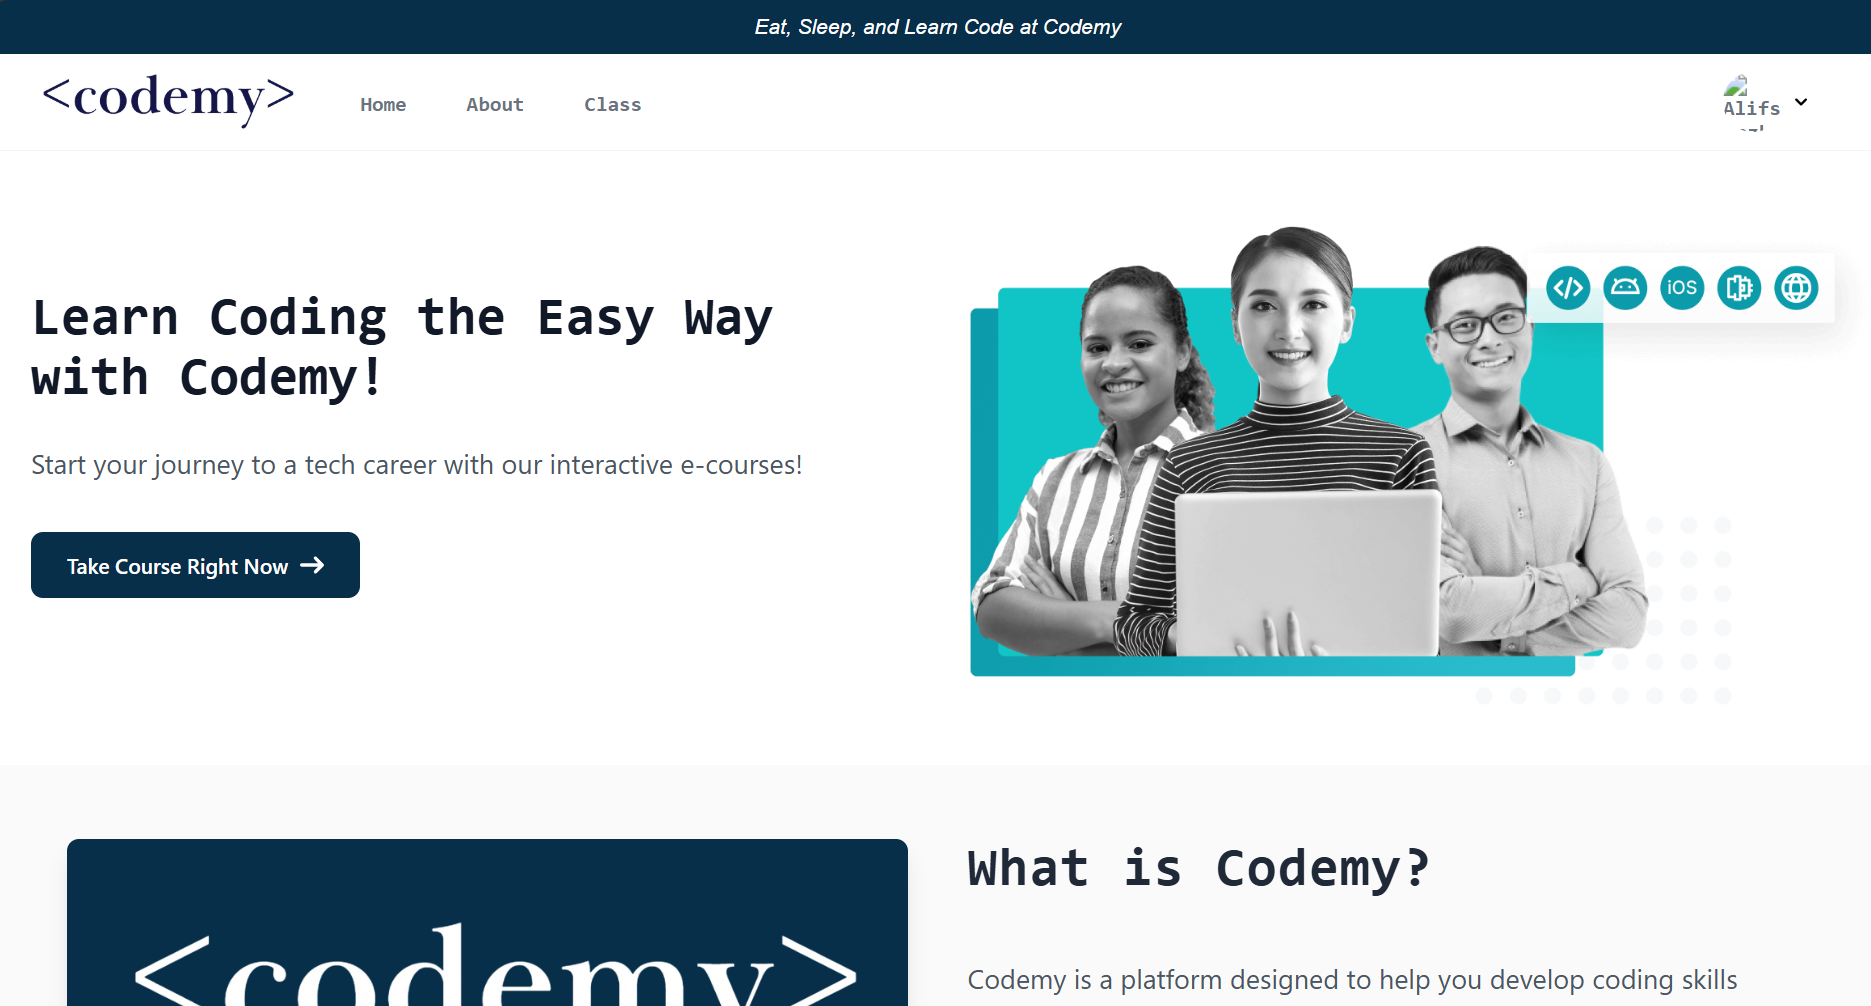 Eat, Sleep, and Learn Code at Codemy
<codemy>
Home About Class
Alifs
Learn Coding the Easy Way
with Codemy!
iOS
Start your journey to a tech career with our interactive e-courses!
Take Course Right Now →
What is Codemy?
<codemy>
Codemy is a platform designed to help you develop coding skills